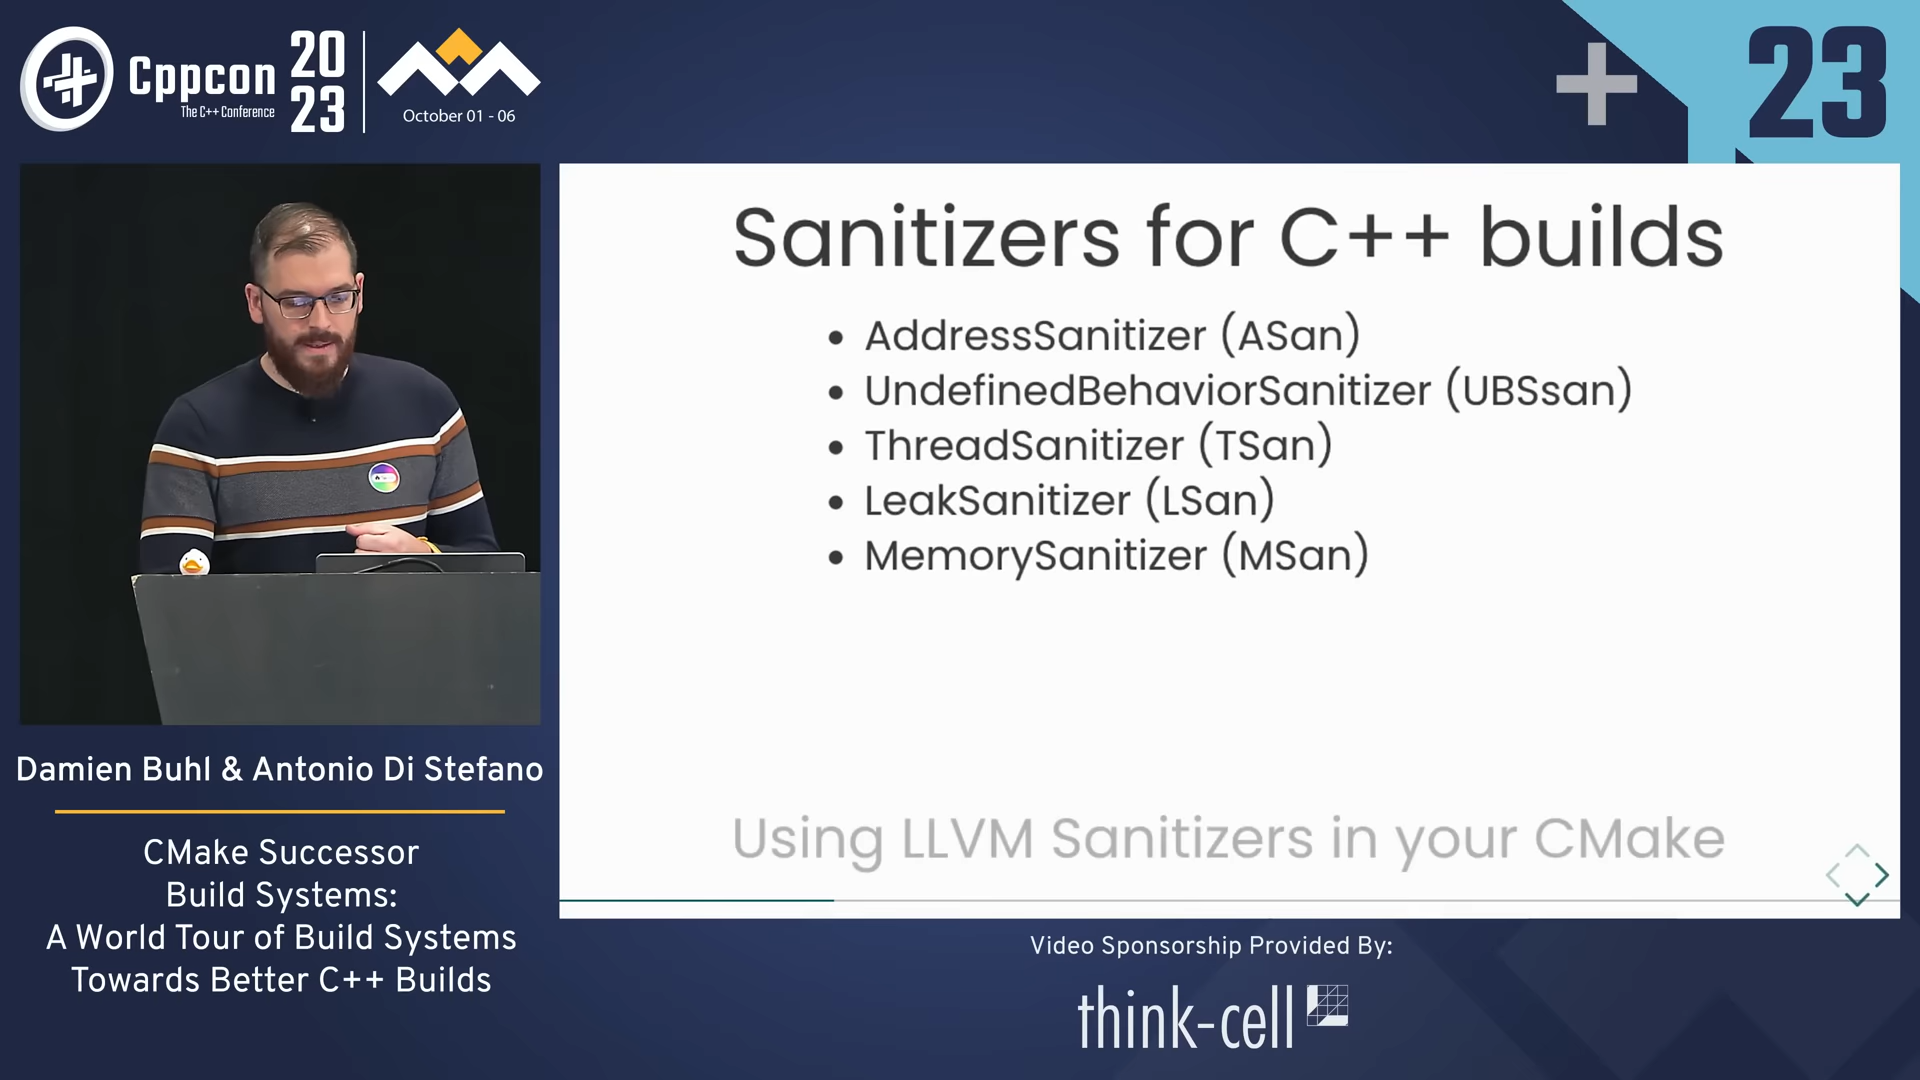 Cppcon
The C++ Conference
20
23
October 01 - 06
23
Sanitizers for C++ builds
• AddressSanitizer (ASan)
• UndefinedBehaviorSanitizer (UBSsan)
• ThreadSanitizer (TSan)
• LeakSanitizer (LSan)
• MemorySanitizer (MSan)
Using LLVM Sanitizers in your CMake
Damien Buhl & Antonio Di Stefano
CMake Successor
Build Systems:
A World Tour of Build Systems
Towards Better C++ Builds
Video Sponsorship Provided By:
think-cell